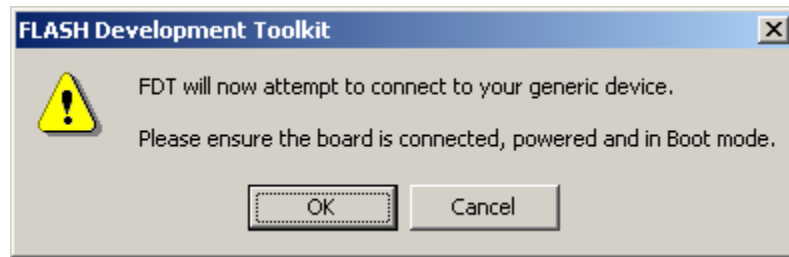 FLASH Development Toolkit
FDT will now attempt to connect to your generic device.
Please ensure the board is connected, powered and in Boot mode.
OK
Cancel